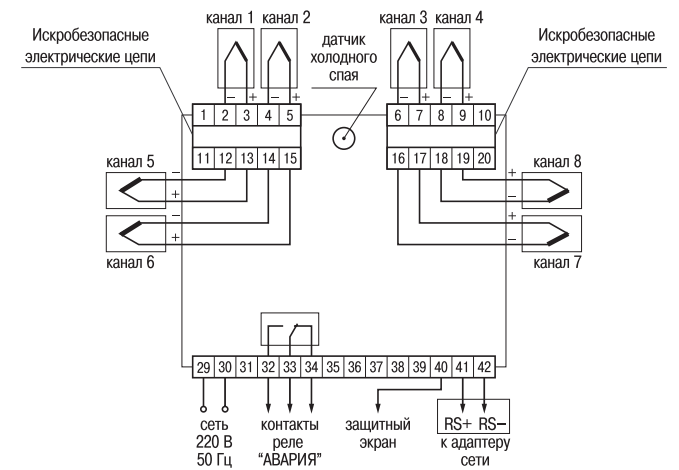 канал 1 канал 2
канал 3 канал 4
Искробезопасные
электрические цепи
датчик
холодного
спая
Искробезопасные
электрические цепи
– + – +
– + – +
1 2 3 4 5
6 7 8 9 10
11 12 13 14 15
16 17 18 19 20
канал 5
– +
– +
канал 6
канал 8
+ –
+ –
канал 7
29 30 31 32 33 34 35 36 37 38 39 40 41 42
сеть
220 В
50 Гц
контакты
реле
“АВАРИЯ”
защитный
экран
RS+ RS–
к адаптеру
сети